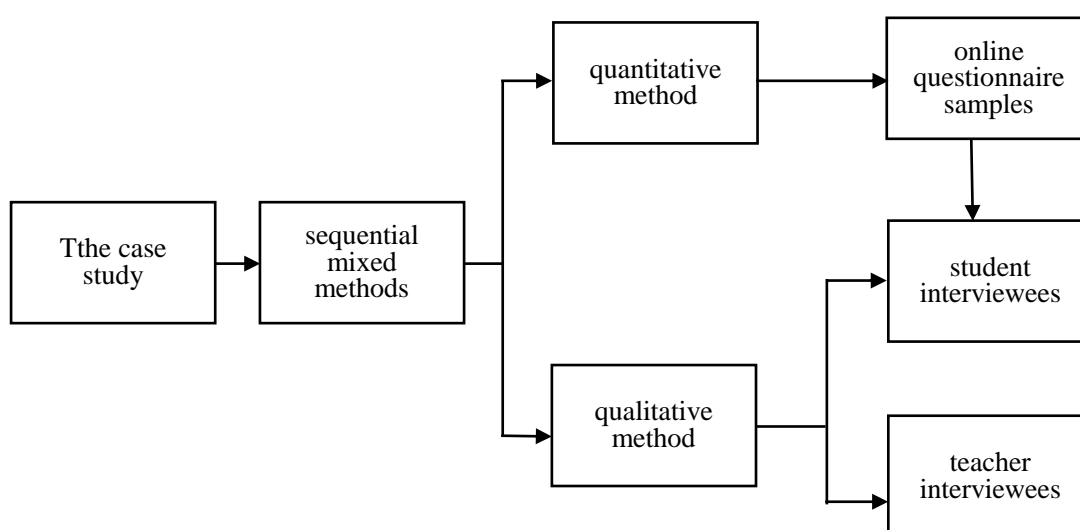 quantitative
method
online
questionnaire
samples
Tthe case
study
sequential
mixed
methods
student
interviewees
qualitative
method
teacher
interviewees